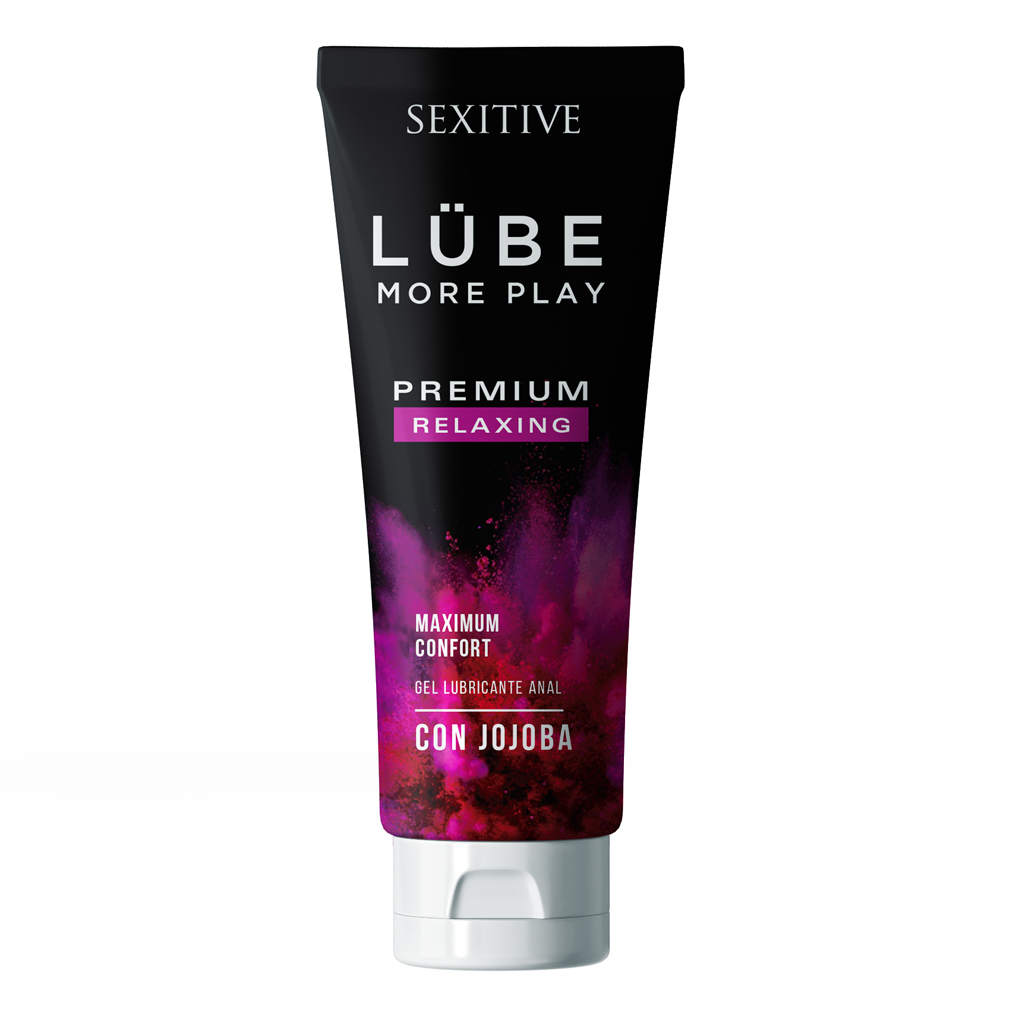 SEXITIVE
LÜBE
MORE PLAY
PREMIUM
RELAXING
MAXIMUM
CONFORT
GEL LUBRICANTE ANAL
CON JOJOBA